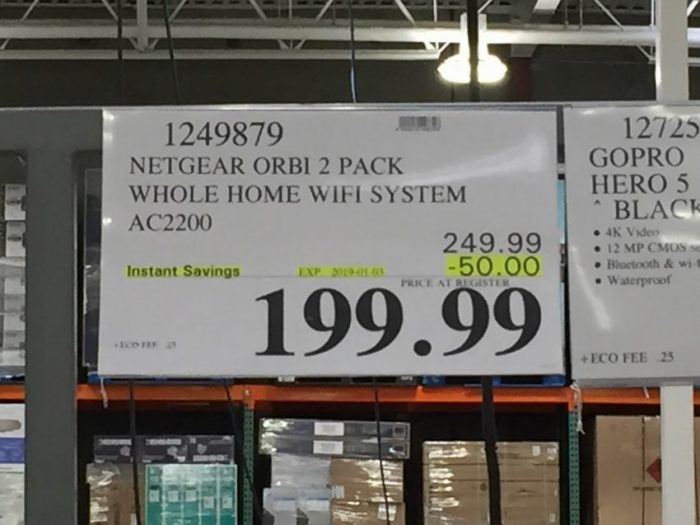 1249879
NETGEAR ORBI 2 PACK
WHOLE HOME WIFI SYSTEM
AC2200
249.99
Instant Savings EXP. 2019-01-03 -50.00
PRICE AT REGISTER
199.99
+ECO FEE .25
12725
GOPRO
HERO 5
^ BLACK
• 4K Video
• 12 MP CMOS
• Bluetooth & wi-f
• Waterproof
+ECO FEE .25